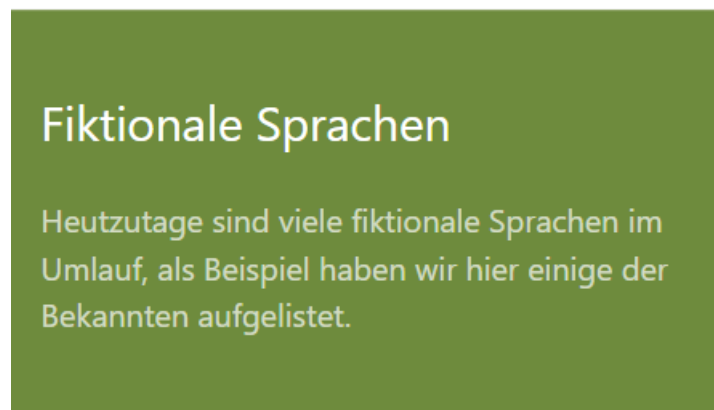 Fiktionale Sprachen
Heutzutage sind viele fiktionale Sprachen im
Umlauf, als Beispiel haben wir hier einige der
Bekannten aufgelistet.